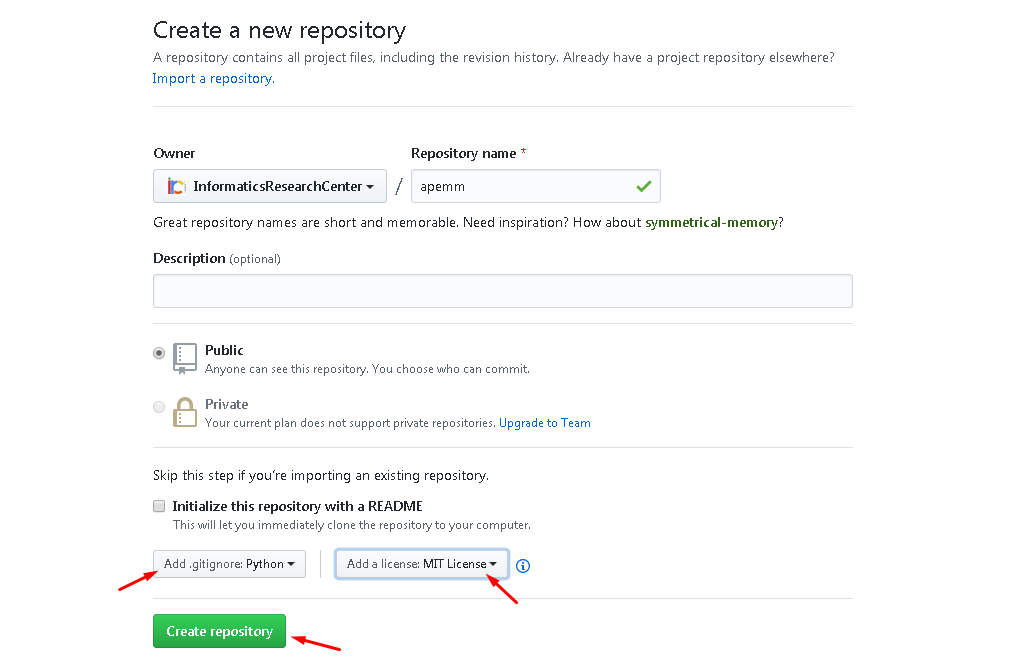 Create a new repository
A repository contains all project files, including the revision history. Already have a project repository elsewhere?
Import a repository.
Owner
Repository name *
InformaticsResearchCenter
/
apemm
Great repository names are short and memorable. Need inspiration? How about symmetrical-memory?
Description (optional)
Public
Anyone can see this repository. You choose who can commit.
Private
Your current plan does not support private repositories. Upgrade to Team
Skip this step if you're importing an existing repository.
Initialize this repository with a README
This will let you immediately clone the repository to your computer.
Add .gitignore: Python
Add a license: MIT License
Create repository